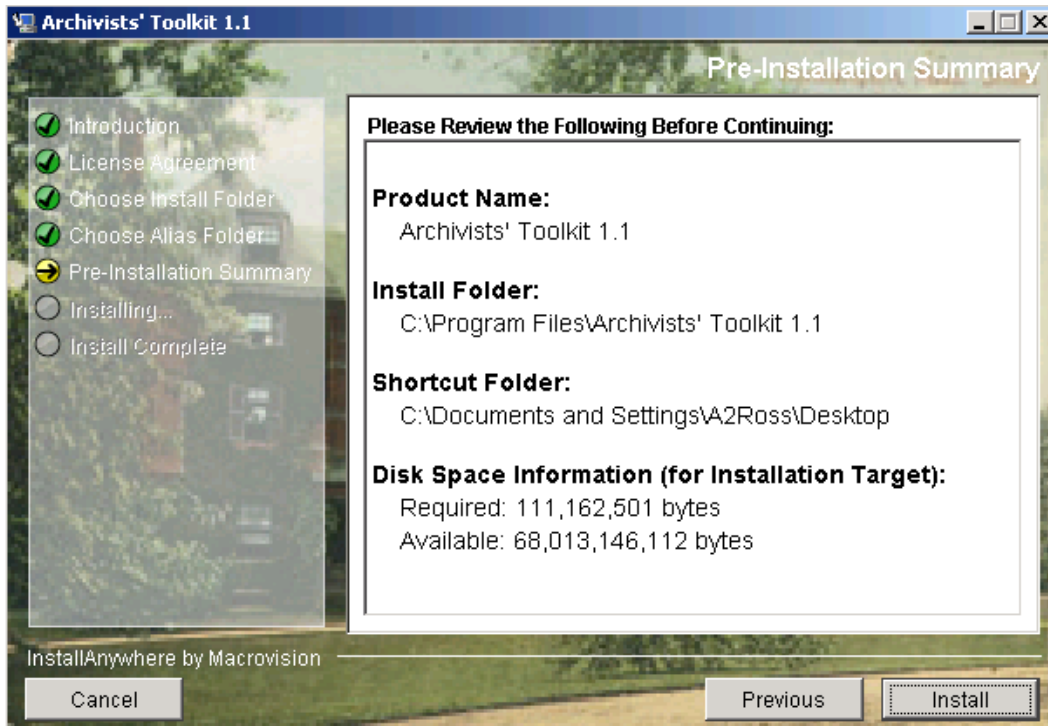 Archivists' Toolkit 1.1
Pre-Installation Summary
Introduction
License Agreement
Choose Install Folder
Choose Alias Folder
Pre-Installation Summary
Installing...
Install Complete
Please Review the Following Before Continuing:
Product Name:
Archivists' Toolkit 1.1
Install Folder:
C:\Program Files\Archivists' Toolkit 1.1
Shortcut Folder:
C:\Documents and Settings\A2Ross\Desktop
Disk Space Information (for Installation Target):
Required: 111,162,501 bytes
Available: 68,013,146,112 bytes
InstallAnywhere by Macrovision
Cancel
Previous
Install